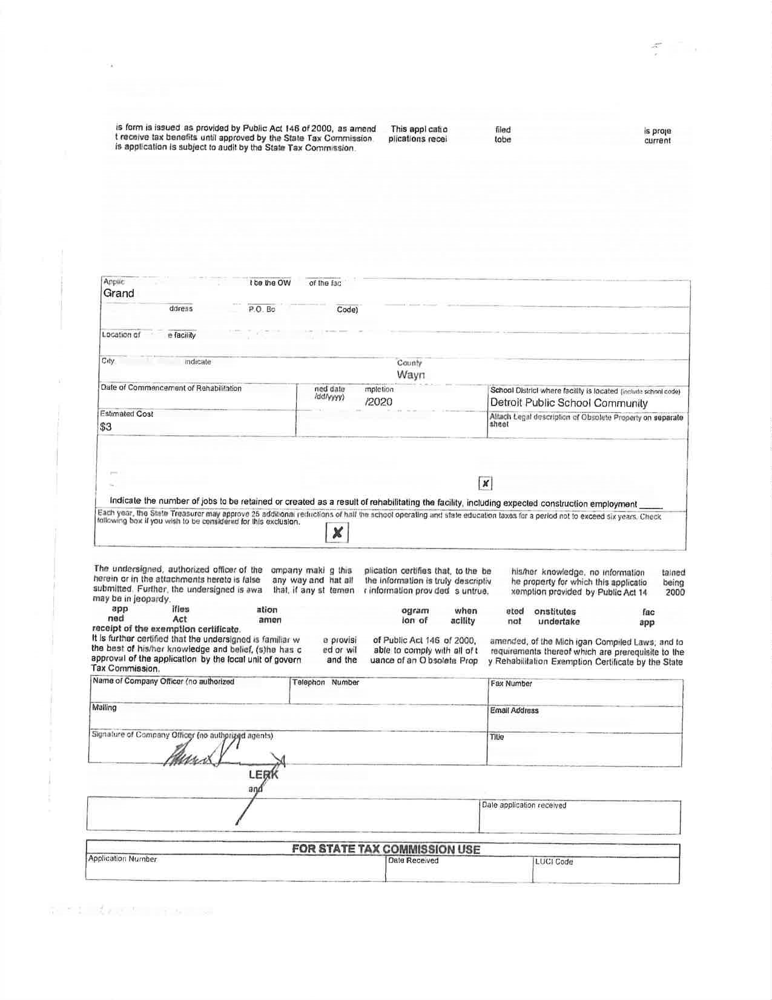 is form is issued as provided by Public Act 146 of 2000, as amend This appl catio filed is proje
t receive tax benefits until approved by the State Tax Commission. plications recei tobe current
is application is subject to audit by the State Tax Commission.
Applic t be the OW of the fac
Grand
ddress P.O. Bo Code)
Location of e facility
City indicate County
Wayn
Date of Commencement of Rehabilitation ned date mpletion School District where facility is located (include school code)
/dd/yyyy) /2020 Detroit Public School Community
Estimated Cost Attach Legal description of Obsolete Property on separate
$3 sheet
X
Indicate the number of jobs to be retained or created as a result of rehabilitating the facility, including expected construction employment ____
Each year, the State Treasurer may approve 25 additional reductions of half the school operating and state education taxes for a period not to exceed six years. Check
following box if you wish to be considered for this exclusion.
X
The undersigned, authorized officer of the ompany maki g this plication certifies that, to the be his/her knowledge, no information tained
herein or in the attachments hereto is false any way and hat all the information is truly descriptiv he property for which this applicatio being
submitted. Further, the undersigned is awa that, if any st temen r information prov ded s untrue, xemption provided by Public Act 14 2000
may be in jeopardy.
app ifies ation ogram when eted onstitutes fac
ned Act amen ion of acility not undertake app
receipt of the exemption certificate.
It is further certified that the undersigned is familiar w e provisi of Public Act 146 of 2000, amended, of the Mich igan Compiled Laws; and to
the best of his/her knowledge and belief, (s)he has c ed or wil able to comply with all of t requirements thereof which are prerequisite to the
approval of the application by the local unit of govern and the uance of an O bsolete Prop y Rehabilitation Exemption Certificate by the State
Tax Commission.
Name of Company Officer (no authorized Telephon Number Fax Number
Mailing Email Address
Signature of Company Officer (no authorized agents) Title
LERK
and
Date application received
FOR STATE TAX COMMISSION USE
Application Number Date Received LUCI Code